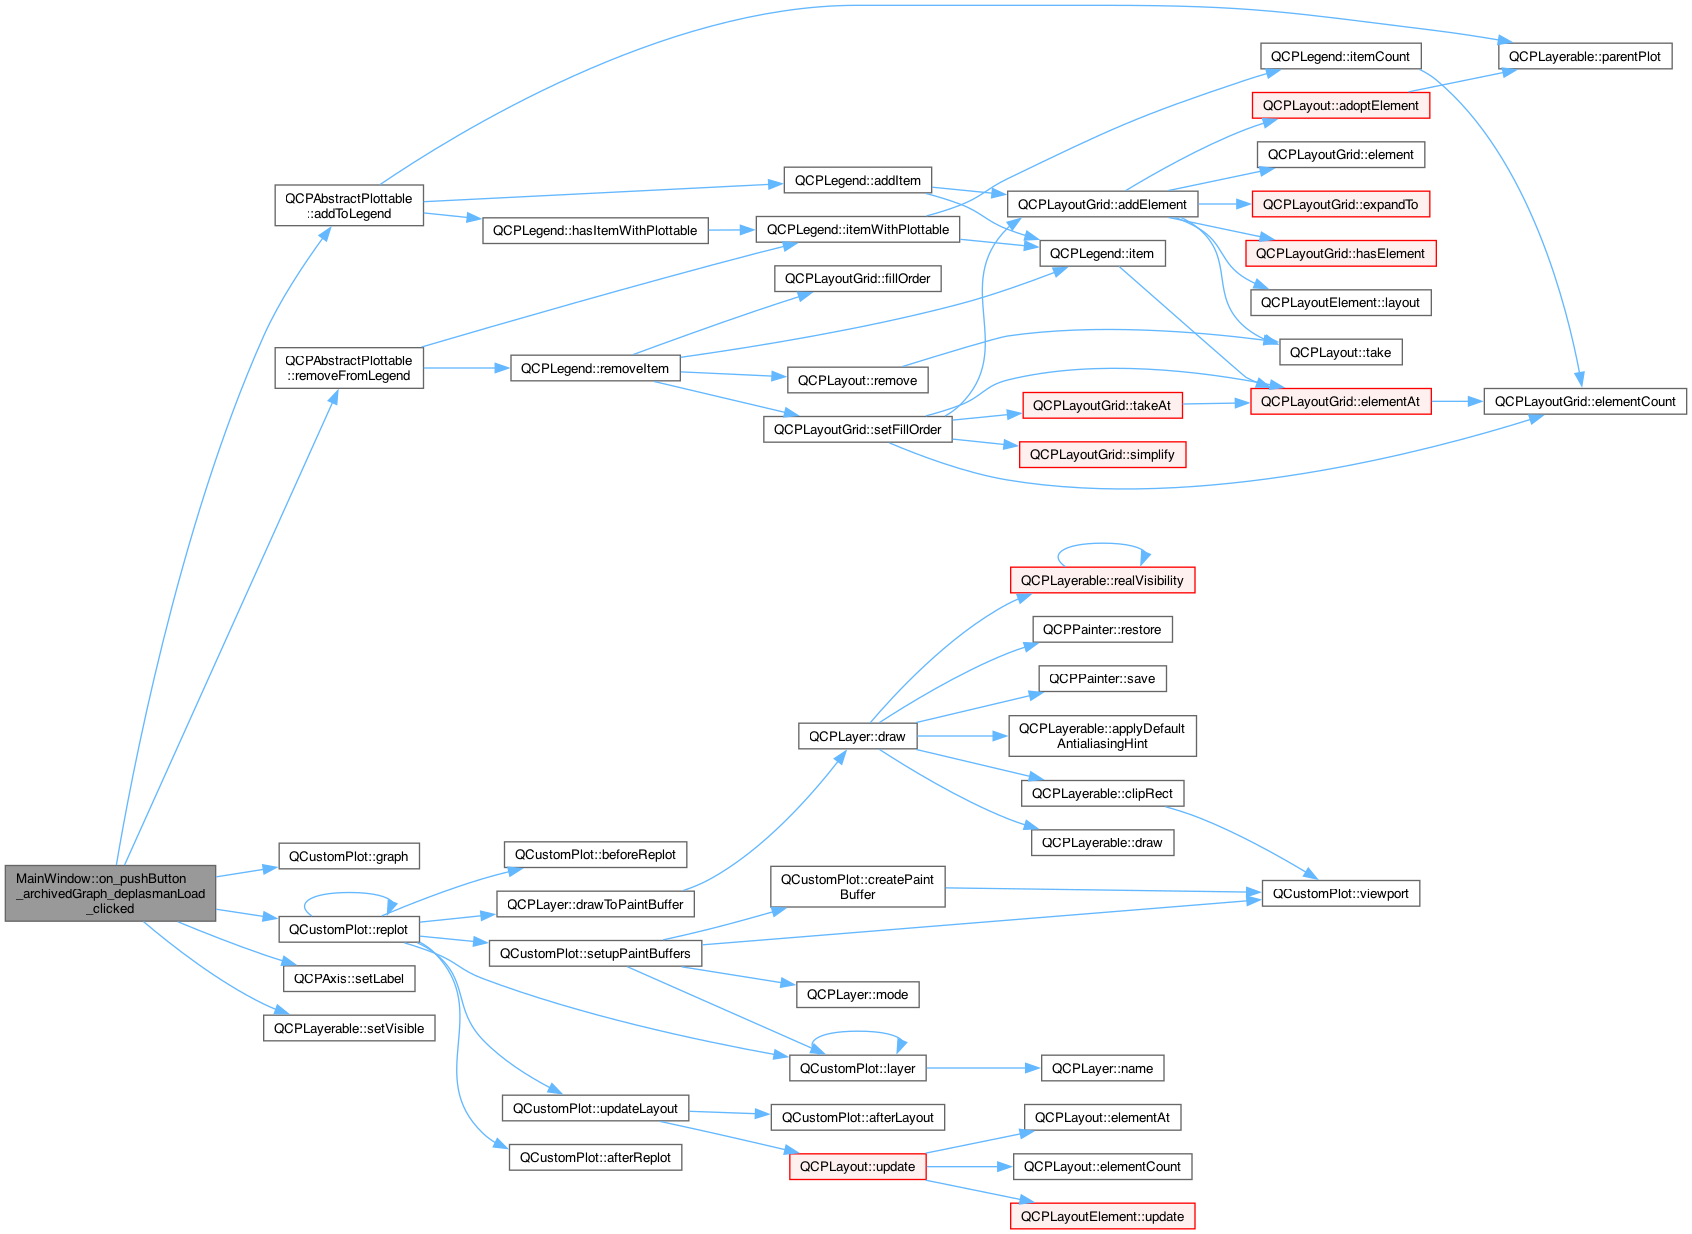 MainWindow::on_pushButton
_archivedGraph_deplasmanLoad
_clicked
QCPAbstractPlottable
::addToLegend
QCPAbstractPlottable
::removeFromLegend
QCustomPlot::graph
QCustomPlot::replot
QCPAxis::setLabel
QCPLayerable::setVisible
QCPLegend::hasItemWithPlottable
QCPLegend::removeItem
QCustomPlot::beforeReplot
QCPLayer::drawToPaintBuffer
QCustomPlot::setupPaintBuffers
QCustomPlot::updateLayout
QCustomPlot::afterReplot
QCPLegend::addItem
QCPLegend::itemWithPlottable
QCPLayoutGrid::fillOrder
QCPLayout::remove
QCPLayoutGrid::setFillOrder
QCPLayer::draw
QCustomPlot::createPaint
Buffer
QCPLayer::mode
QCustomPlot::layer
QCustomPlot::afterLayout
QCPLayout::update
QCPLayoutGrid::addElement
QCPLegend::item
QCPLayoutGrid::takeAt
QCPLayoutGrid::simplify
QCPLayerable::realVisibility
QCPPainter::restore
QCPPainter::save
QCPLayerable::applyDefault
AntialiasingHint
QCPLayerable::clipRect
QCPLayerable::draw
QCPLayer::name
QCPLayout::elementAt
QCPLayout::elementCount
QCPLayoutElement::update
QCPLegend::itemCount
QCPLayout::adoptElement
QCPLayoutGrid::element
QCPLayoutGrid::expandTo
QCPLayoutGrid::hasElement
QCPLayoutElement::layout
QCPLayout::take
QCPLayoutGrid::elementAt
QCustomPlot::viewport
QCPLayerable::parentPlot
QCPLayoutGrid::elementCount